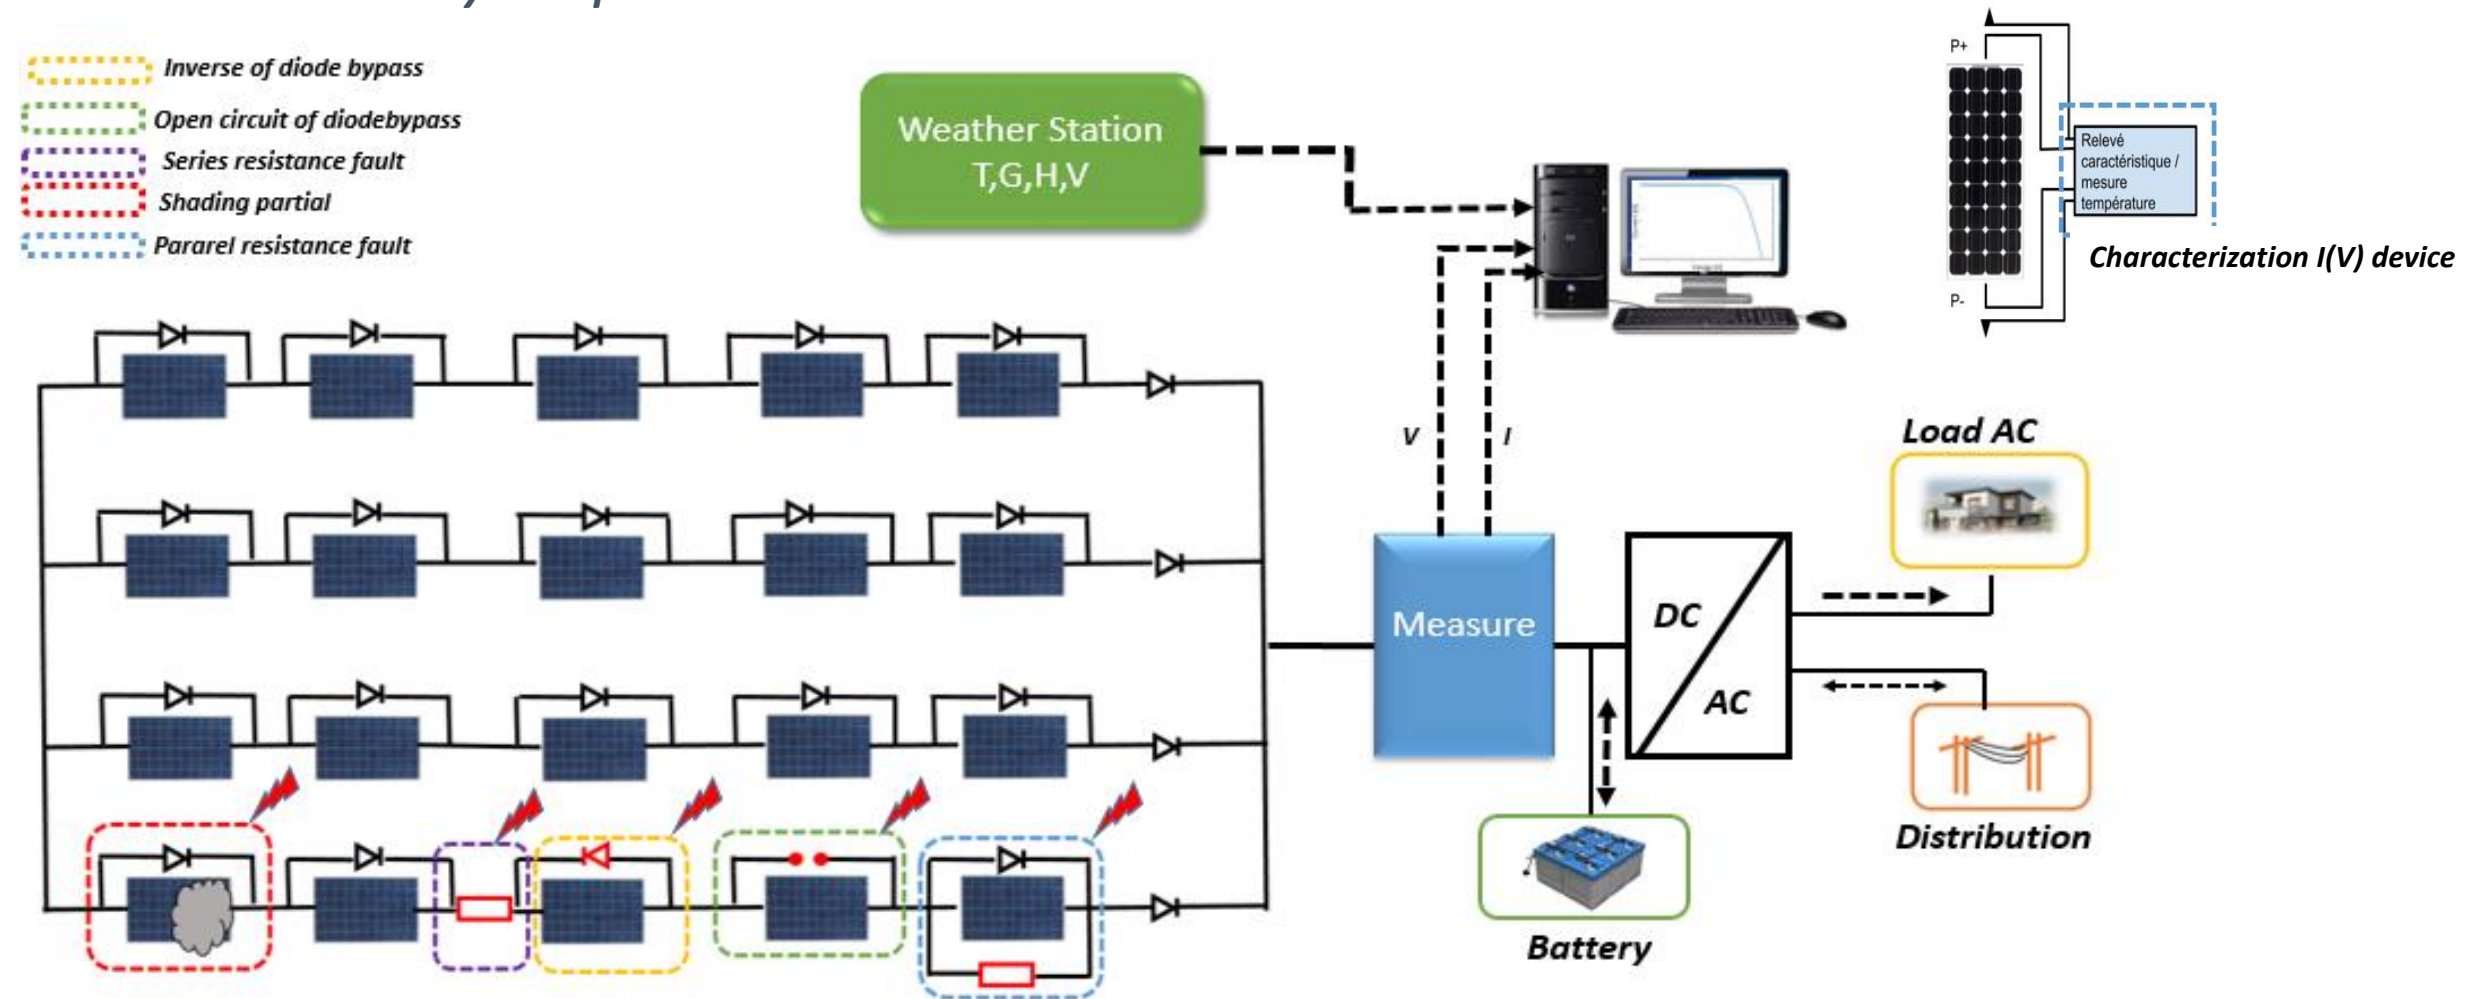 Inverse of diode bypass
Open circuit of diodebypass
Series resistance fault
Shading partial
Pararel resistance fault
Weather Station
T,G,H,V
P+
Relevé
caractéristique /
mesure
température
P-
Characterization I(V) device
V
I
Load AC
Measure
DC
AC
Distribution
Battery